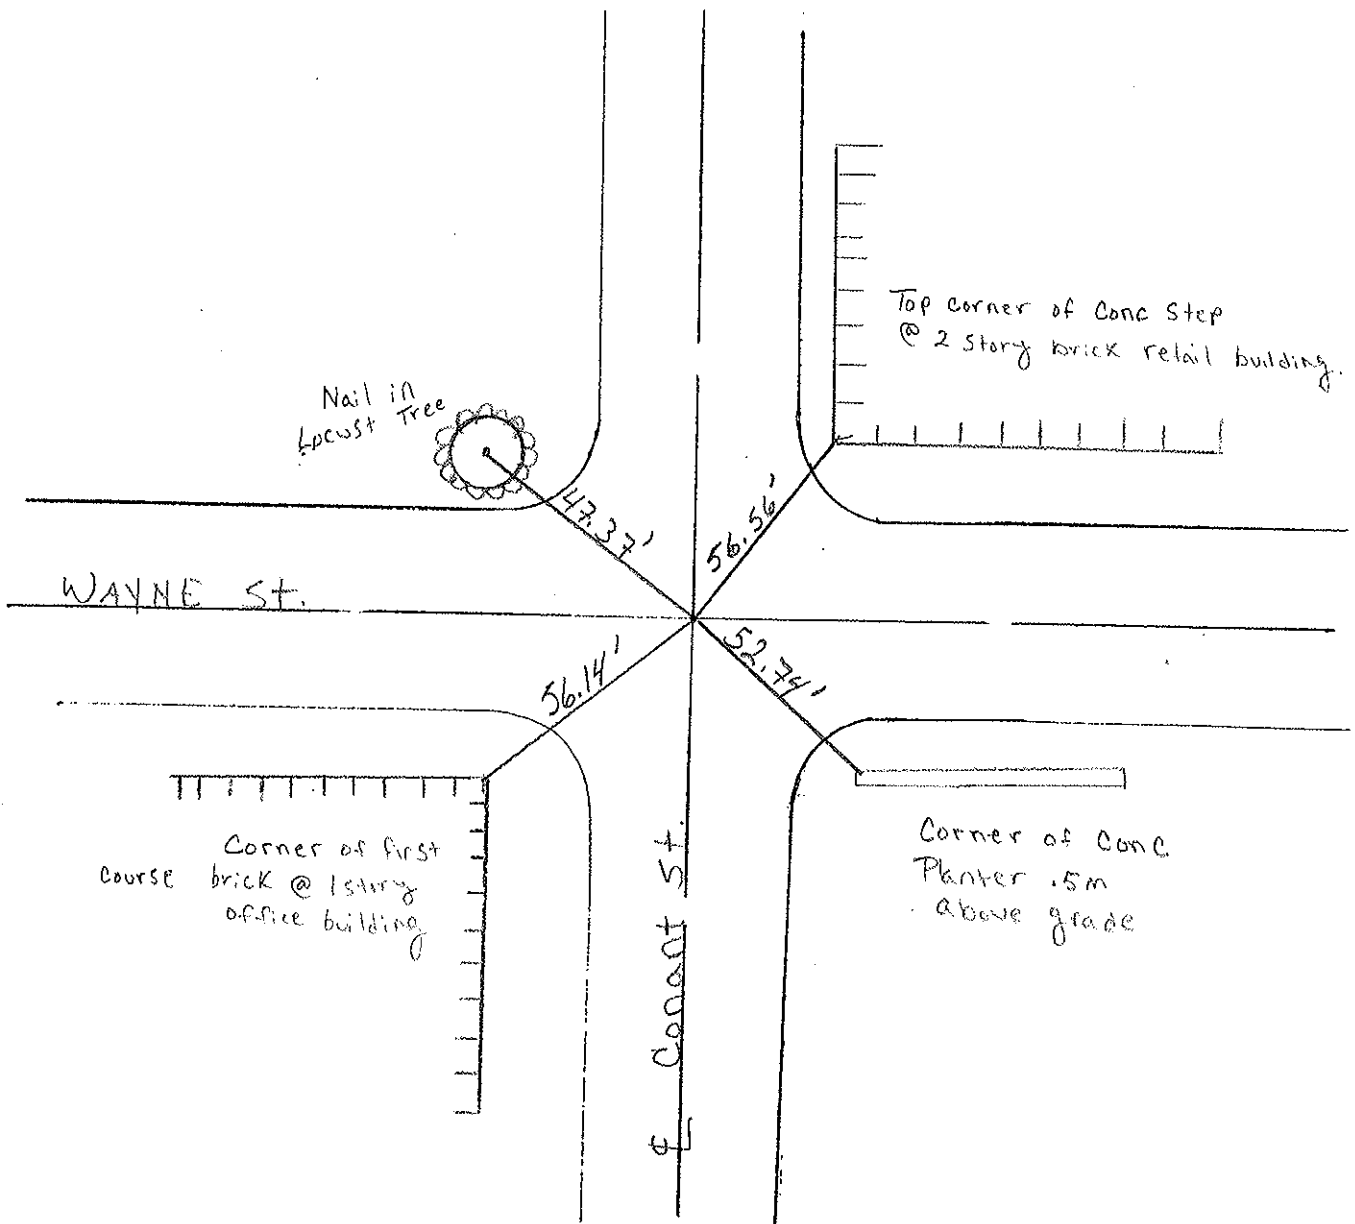 Top corner of Conc Step
@ 2 story brick retail building.
Nail in
Locust Tree
47.37'
56.56'
WAYNE St.
56.14'
52.74'
Corner of first
course brick @ 1 story
office building
Corner of Conc
Planter .5m
above grade
℄ Conant St.